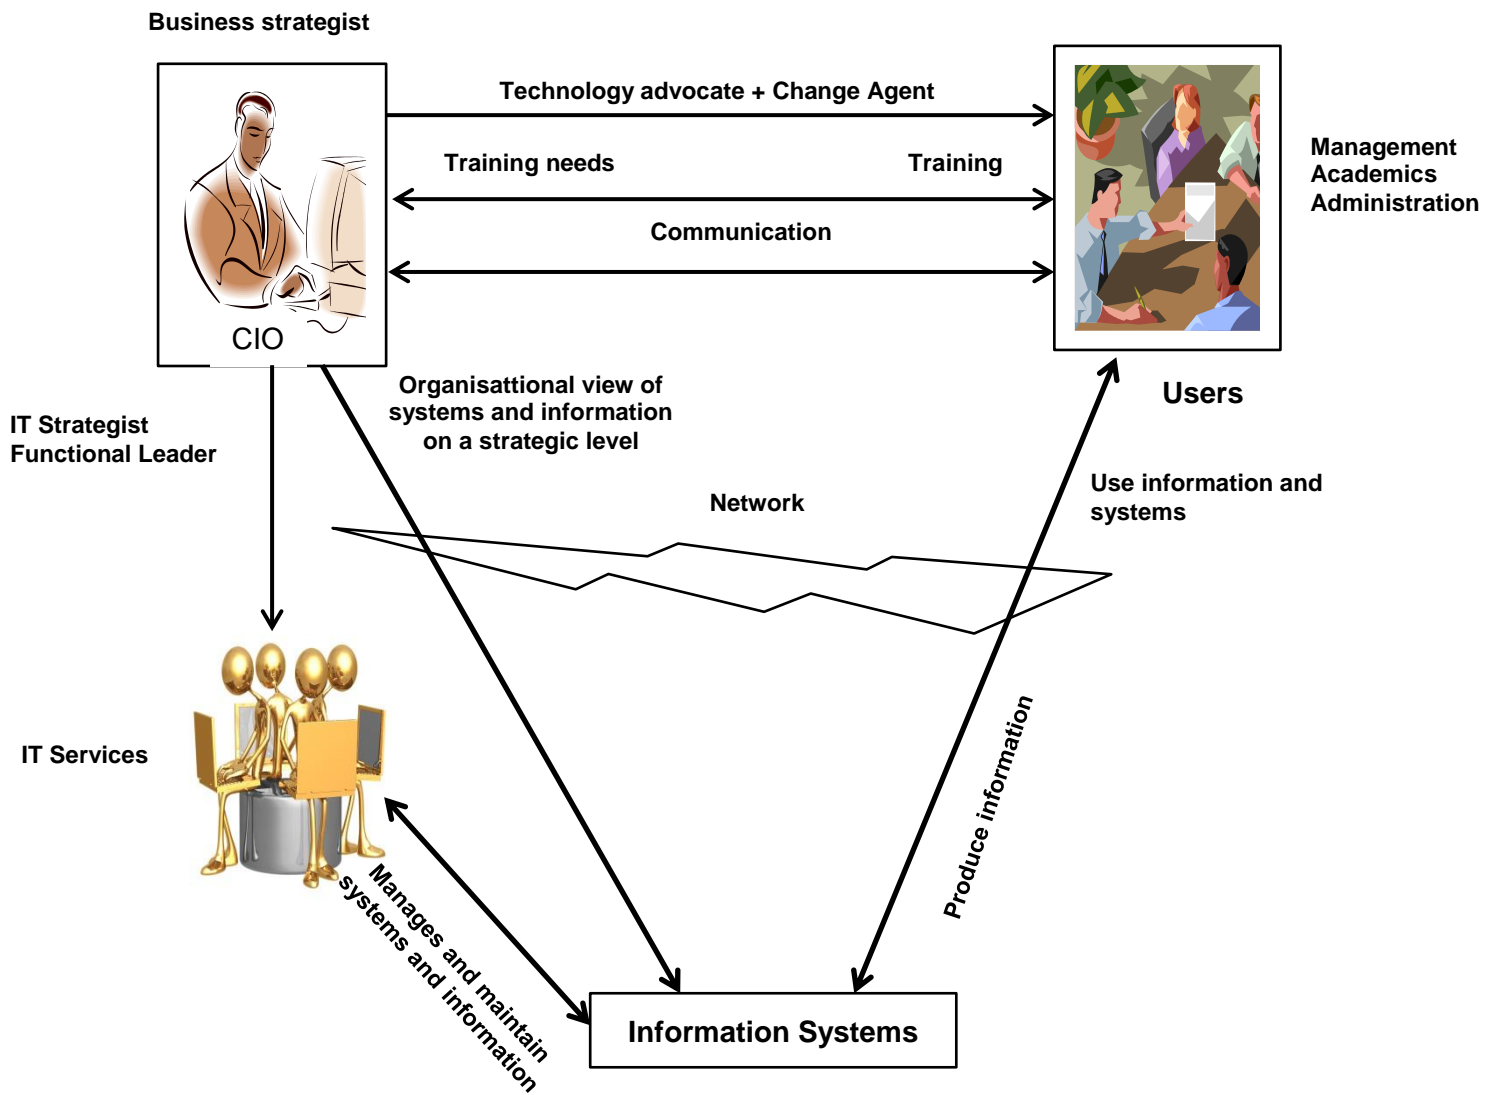 Business strategist
Technology advocate + Change Agent
Training needs
Training
Communication
Management
Academics
Administration
CIO
Users
Organisattional view of
systems and information
on a strategic level
IT Strategist
Functional Leader
Network
Use information and
systems
IT Services
Produce information
Manages and maintain
systems and information
Information Systems